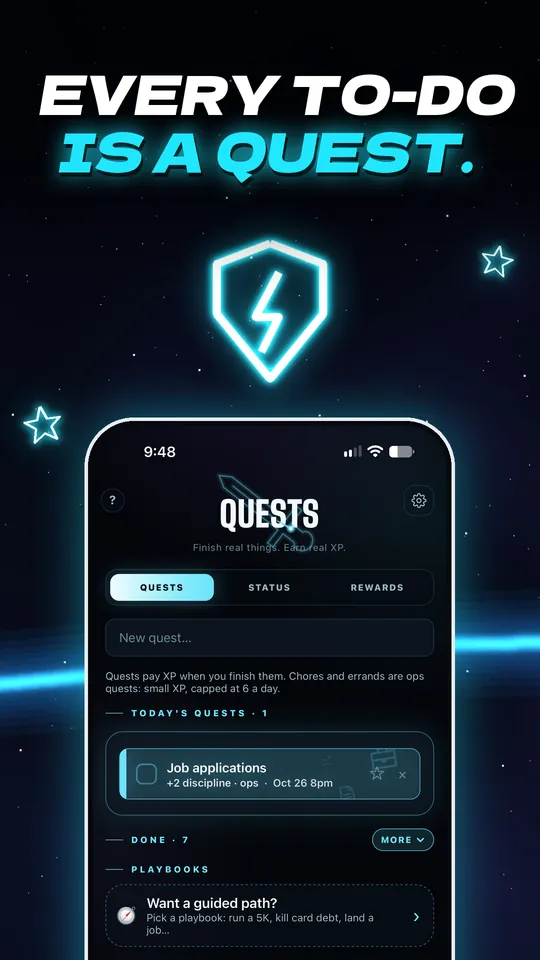 EVERY TO-DO
IS A QUEST.
9:48
?
QUESTS
Finish real things. Earn real XP.
QUESTS
STATUS
REWARDS
New quest...
Quests pay XP when you finish them. Chores and errands are ops
quests: small XP, capped at 6 a day.
TODAY'S QUESTS · 1
Job applications
+2 discipline · ops · Oct 26 8pm
DONE · 7
MORE
PLAYBOOKS
Want a guided path?
Pick a playbook: run a 5K, kill card debt, land a
job...